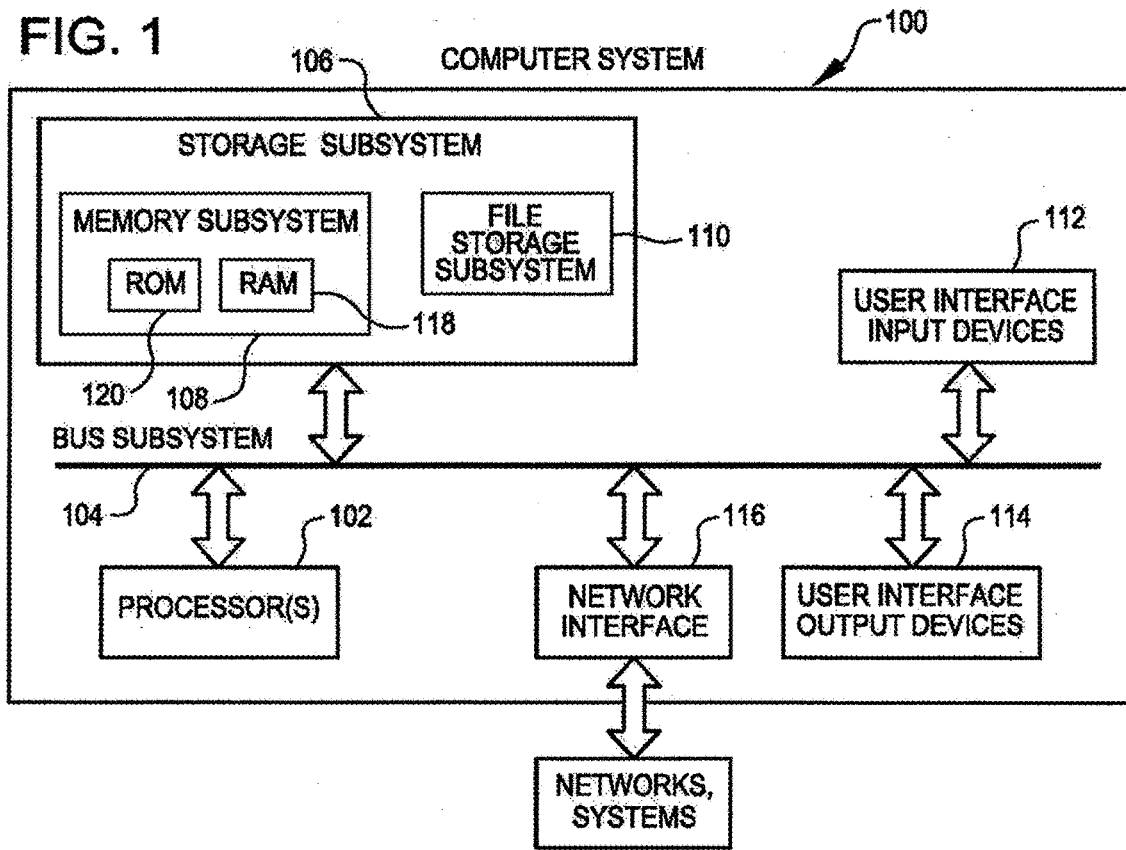 FIG. 1
COMPUTER SYSTEM
100
106
STORAGE SUBSYSTEM
MEMORY SUBSYSTEM
ROM
RAM
118
120
108
FILE
STORAGE
SUBSYSTEM
110
112
USER INTERFACE
INPUT DEVICES
BUS SUBSYSTEM
104
102
PROCESSOR(S)
116
NETWORK
INTERFACE
114
USER INTERFACE
OUTPUT DEVICES
NETWORKS,
SYSTEMS